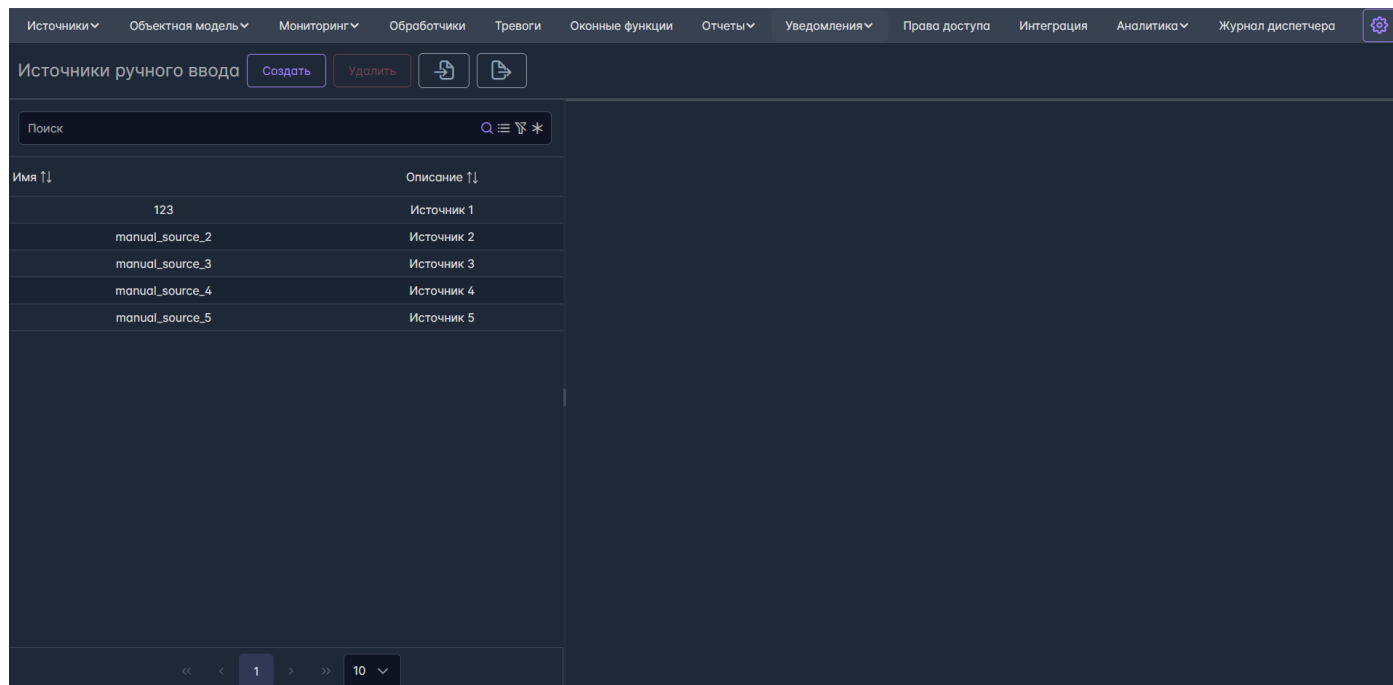 Источники Объектная модель Мониторинг Обработчики Тревоги Оконные функции Отчеты Уведомления Права доступа Интеграция Аналитика Журнал диспетчера
Источники ручного ввода Создать Удалить
Поиск
Имя Описание
123 Источник 1
manual_source_2 Источник 2
manual_source_3 Источник 3
manual_source_4 Источник 4
manual_source_5 Источник 5
« ‹ 1 › » 10